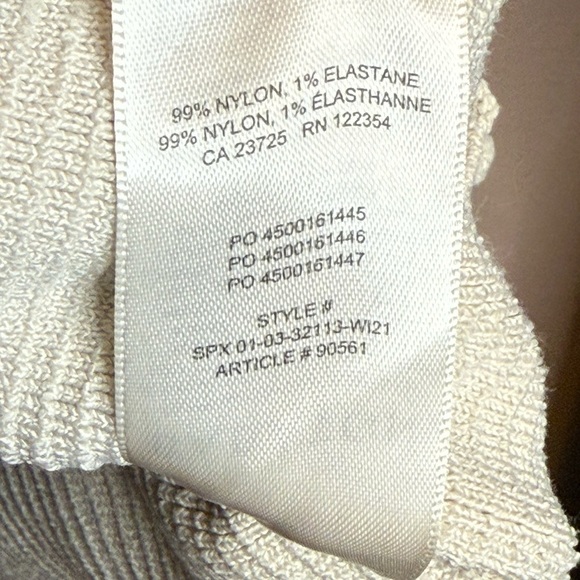 99% NYLON, 1% ELASTANE
99% NYLON, 1% ÉLASTHANNE
CA 23725 RN 122354
PO 4500161445
PO 4500161446
PO 4500161447
STYLE #
SPX 01-03-32113-WI21
ARTICLE # 90561